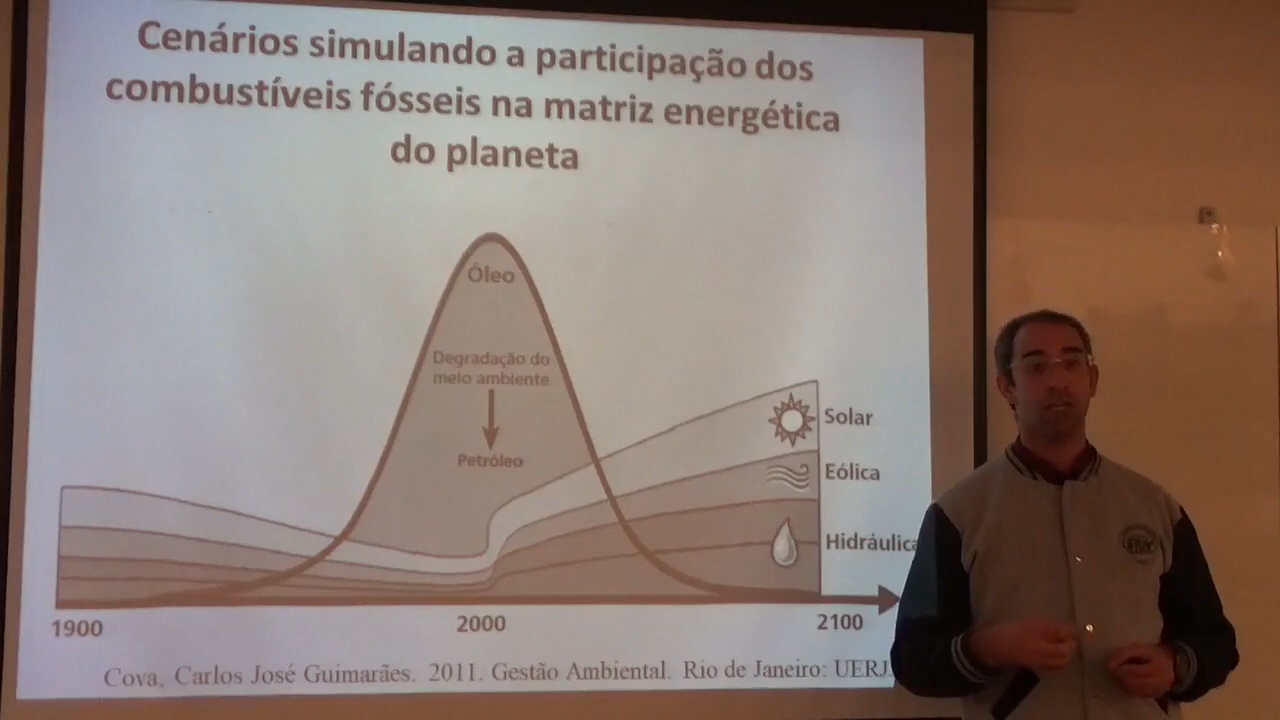 Cenários simulando a participação dos
combustíveis fósseis na matriz energética
do planeta
Óleo
Degradação do
meio ambiente
Petróleo
Solar
Eólica
Hidráulica
1900
2000
2100
Cova, Carlos José Guimarães. 2011. Gestão Ambiental. Rio de Janeiro: UERJ.